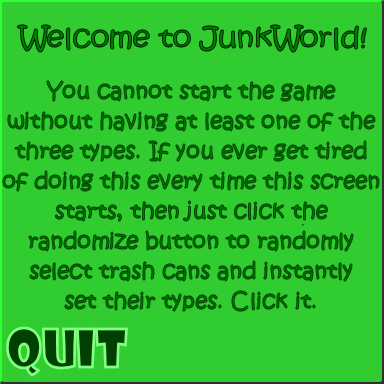 Welcome to JunkWorld!
You cannot start the game
without having at least one of the
three types. If you ever get tired
of doing this every time this screen
starts, then just click the
randomize button to randomly
select trash cans and instantly
set their types. Click it.
QUIT